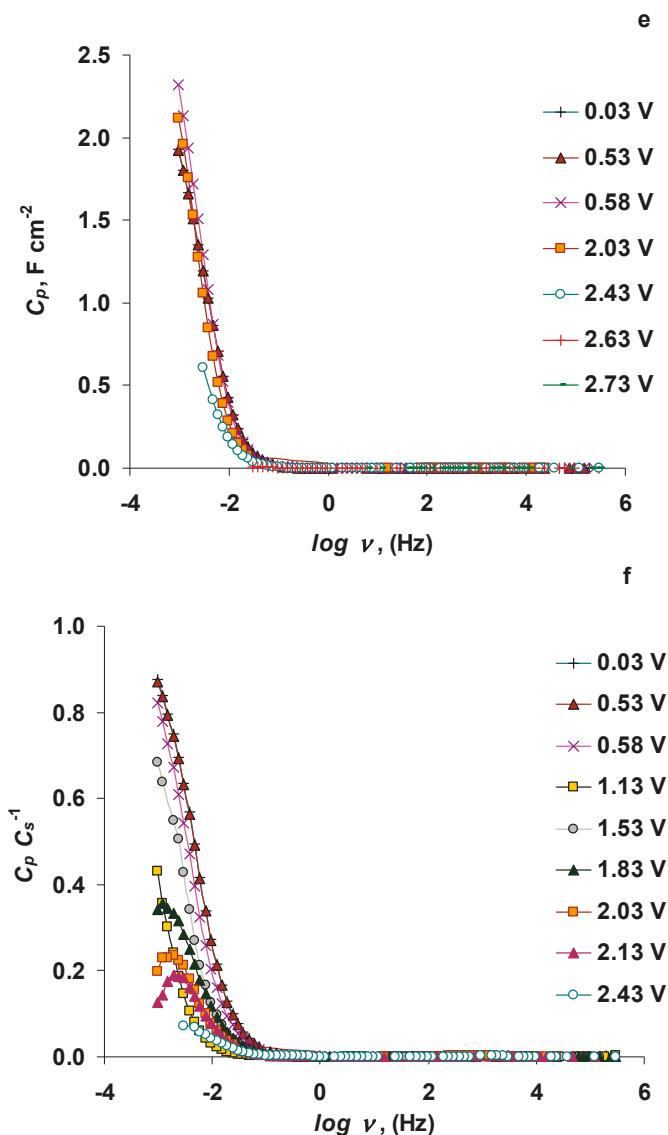 e
2.5
2.0
1.5
1.0
0.5
0.0
C_p, F cm^-2
-4 -2 0 2 4 6
log ν, (Hz)
0.03 V
0.53 V
0.58 V
2.03 V
2.43 V
2.63 V
2.73 V
f
1.0
0.8
0.6
0.4
0.2
0.0
C_p C_s^-1
-4 -2 0 2 4 6
log ν, (Hz)
0.03 V
0.53 V
0.58 V
1.13 V
1.53 V
1.83 V
2.03 V
2.13 V
2.43 V